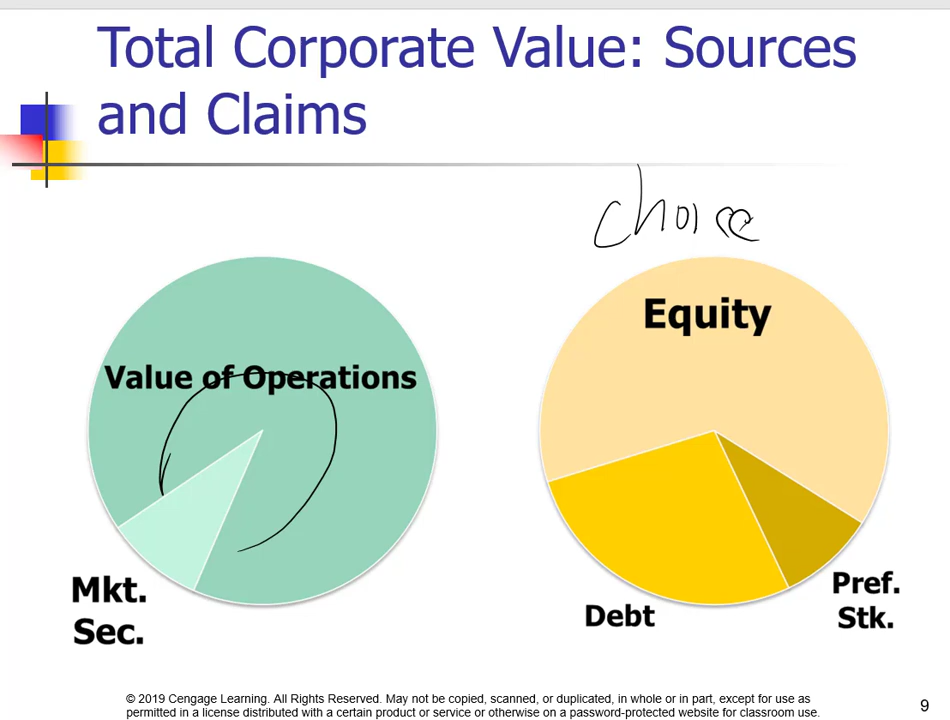 Total Corporate Value: Sources
and Claims
choice
Value of Operations
Mkt.
Sec.
Equity
Debt
Pref.
Stk.
© 2019 Cengage Learning. All Rights Reserved. May not be copied, scanned, or duplicated, in whole or in part, except for use as
permitted in a license distributed with a certain product or service or otherwise on a password-protected website for classroom use.
9